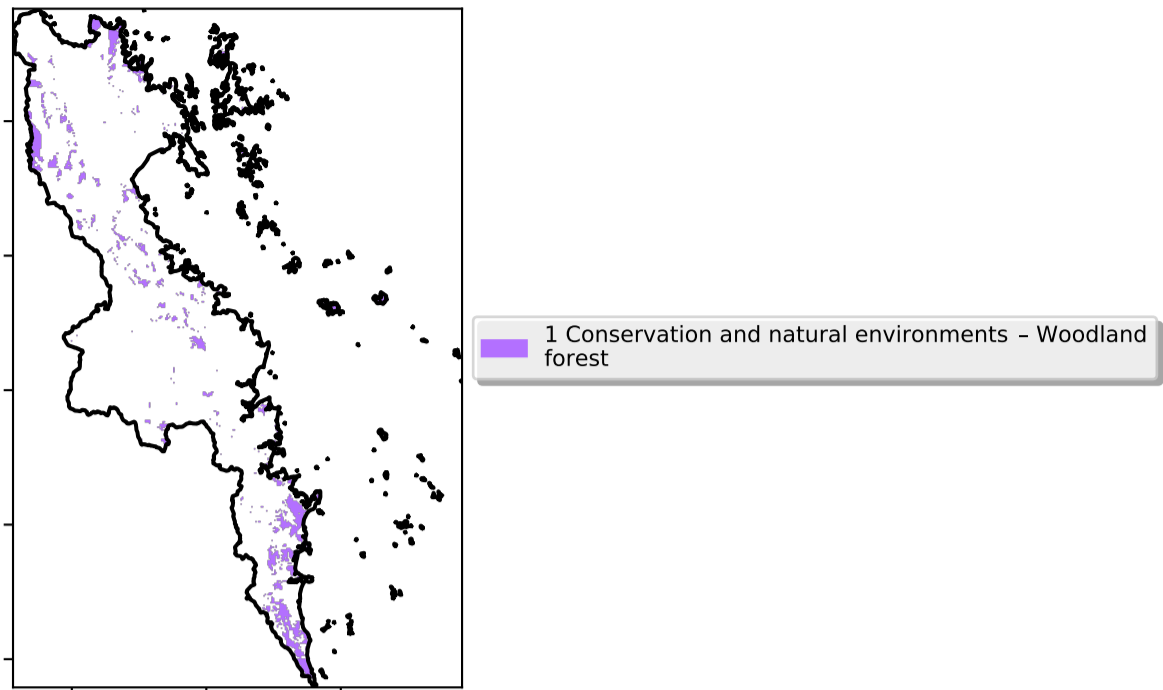 1 Conservation and natural environments – Woodland
forest